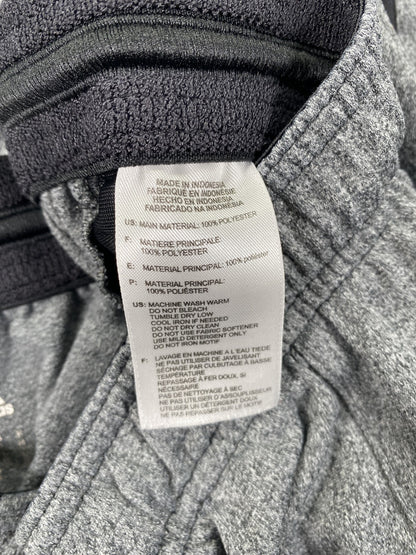 MADE IN INDONESIA
FABRIQUÉ EN INDONÉSIE
HECHO EN INDONESIA
FABRICADO NA INDONÉSIA
US: MAIN MATERIAL: 100% POLYESTER
F: MATIERE PRINCIPALE:
100% POLYESTER
E: MATERIAL PRINCIPAL: 100% poliéster
P: MATERIAL PRINCIPAL:
100% POLIÉSTER
US: MACHINE WASH WARM
DO NOT BLEACH
TUMBLE DRY LOW
COOL IRON IF NEEDED
DO NOT DRY CLEAN
DO NOT USE FABRIC SOFTENER
USE MILD DETERGENT ONLY
DO NOT IRON MOTIF
F: LAVAGE EN MACHINE A L'EAU TIEDE
NE PAS UTILISER DE JAVELISANT
SÉCHAGE PAR CULBUTAGE A BASSE
TEMPÉRATURE
REPASSAGE À FER DOUX, SI
NÉCESSAIRE
PAS DE NETTOYAGE À SEC
NE PAS UTILISER D'ASSOUPLISSEUR
UTILISER UN DÉTERGENT DOUX
NE PAS REPASSER SUR MOTIF